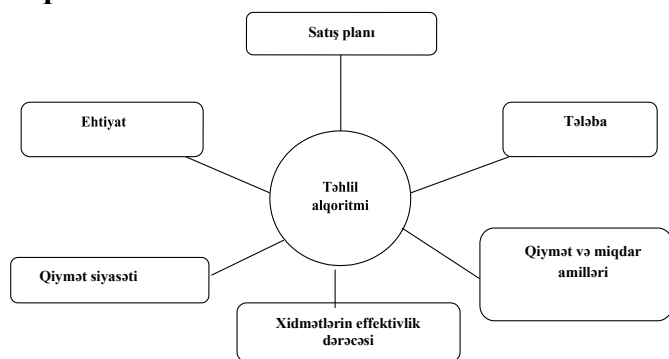 Satış planı
Ehtiyat
Tələba
Təhlil
alqoritmi
Qiymət siyasəti
Qiymət və miqdar
amilləri
Xidmətlərin effektivlik
dərəcəsi